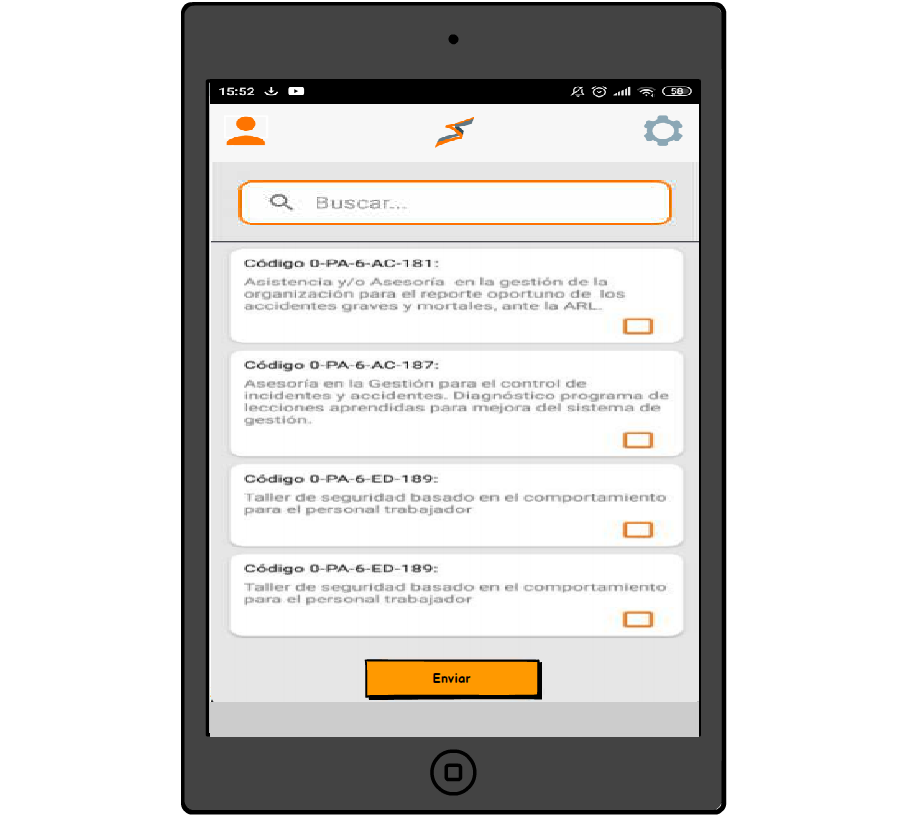 15:52
58
Buscar...
Código 0-PA-6-AC-181:
Asistencia y/o Asesoría en la gestión de la
organización para el reporte oportuno de los
accidentes graves y mortales, ante la ARL.
Código 0-PA-6-AC-187:
Asesoría en la Gestión para el control de
incidentes y accidentes. Diagnóstico programa de
lecciones aprendidas para mejora del sistema de
gestión.
Código 0-PA-6-ED-189:
Taller de seguridad basado en el comportamiento
para el personal trabajador
Código 0-PA-6-ED-189:
Taller de seguridad basado en el comportamiento
para el personal trabajador
Enviar